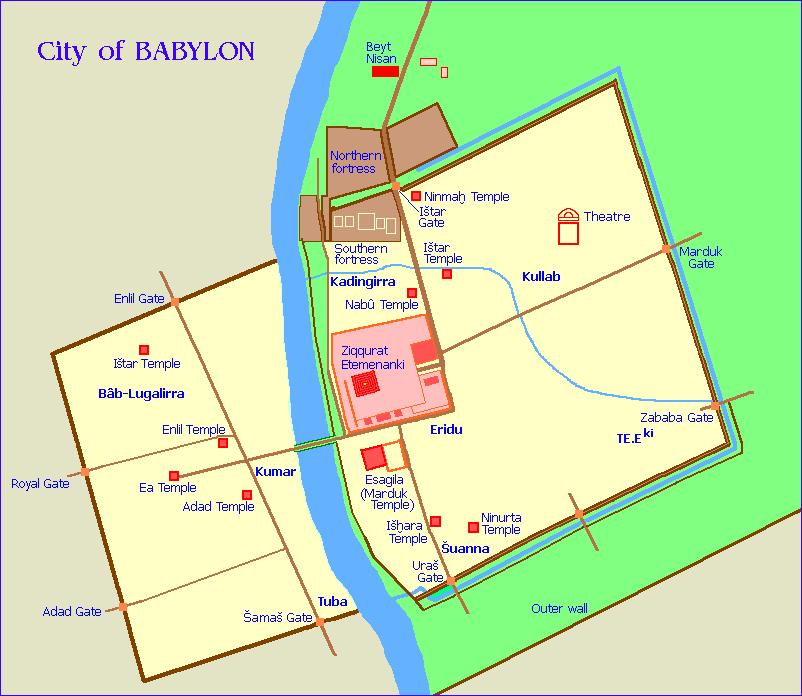 City of BABYLON
Beyt
Nisan
Northern
fortress
Ninmaḫ Temple
Ištar
Gate
Theatre
Southern
fortress
Ištar
Temple
Marduk
Gate
Kadingirra
Kullab
Nabû Temple
Enlil Gate
Ziqqurat
Etemenanki
Ištar Temple
Bâb-Lugalirra
Zababa Gate
Enlil Temple
Eridu
TE.E ki
Kumar
Royal Gate
Ea Temple
Adad Temple
Esagila
(Marduk
Temple)
Išḫara
Temple
Ninurta
Temple
Šuanna
Uraš
Gate
Tuba
Adad Gate
Šamaš Gate
Outer wall